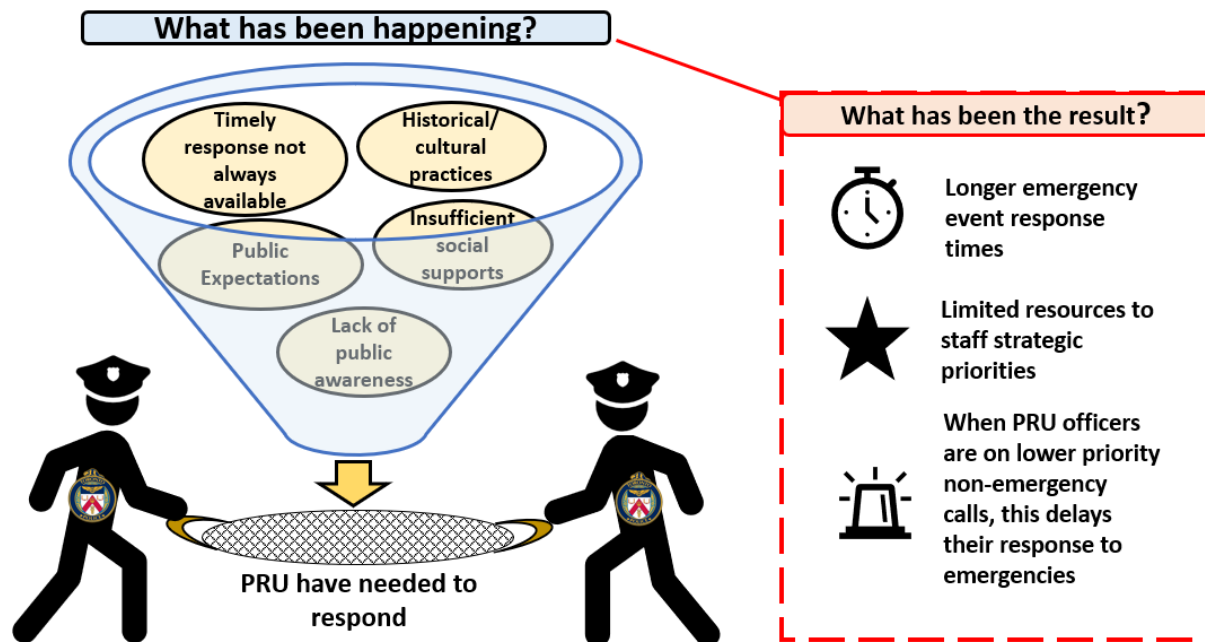 What has been happening?
Timely
response not
always
available
Historical/
cultural
practices
Public
Expectations
Insufficient
social
supports
Lack of
public
awareness
PRU have needed to
respond
What has been the result?
Longer emergency
event response
times
Limited resources to
staff strategic
priorities
When PRU officers
are on lower priority
non-emergency
calls, this delays
their response to
emergencies